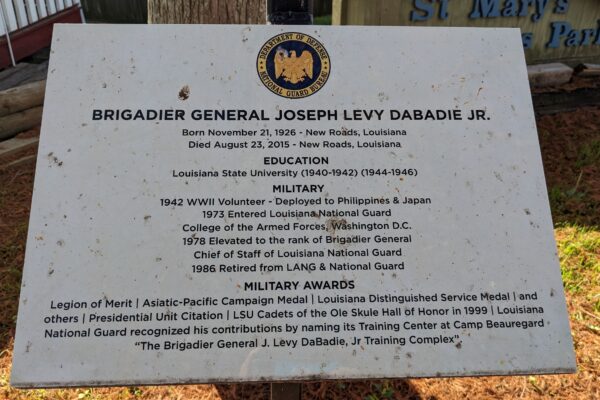 St Mary's
s Park
DEPARTMENT OF DEFENSE
NATIONAL GUARD BUREAU
BRIGADIER GENERAL JOSEPH LEVY DABADIE JR.
Born November 21, 1926 - New Roads, Louisiana
Died August 23, 2015 - New Roads, Louisiana
EDUCATION
Louisiana State University (1940-1942) (1944-1946)
MILITARY
1942 WWII Volunteer - Deployed to Philippines & Japan
1973 Entered Louisiana National Guard
College of the Armed Forces, Washington D.C.
1978 Elevated to the rank of Brigadier General
Chief of Staff of Louisiana National Guard
1986 Retired from LANG & National Guard
MILITARY AWARDS
Legion of Merit | Asiatic-Pacific Campaign Medal | Louisiana Distinguished Service Medal | and
others | Presidential Unit Citation | LSU Cadets of the Ole Skule Hall of Honor in 1999 | Louisiana
National Guard recognized his contributions by naming its Training Center at Camp Beauregard
"The Brigadier General J. Levy DaBadie, Jr Training Complex".